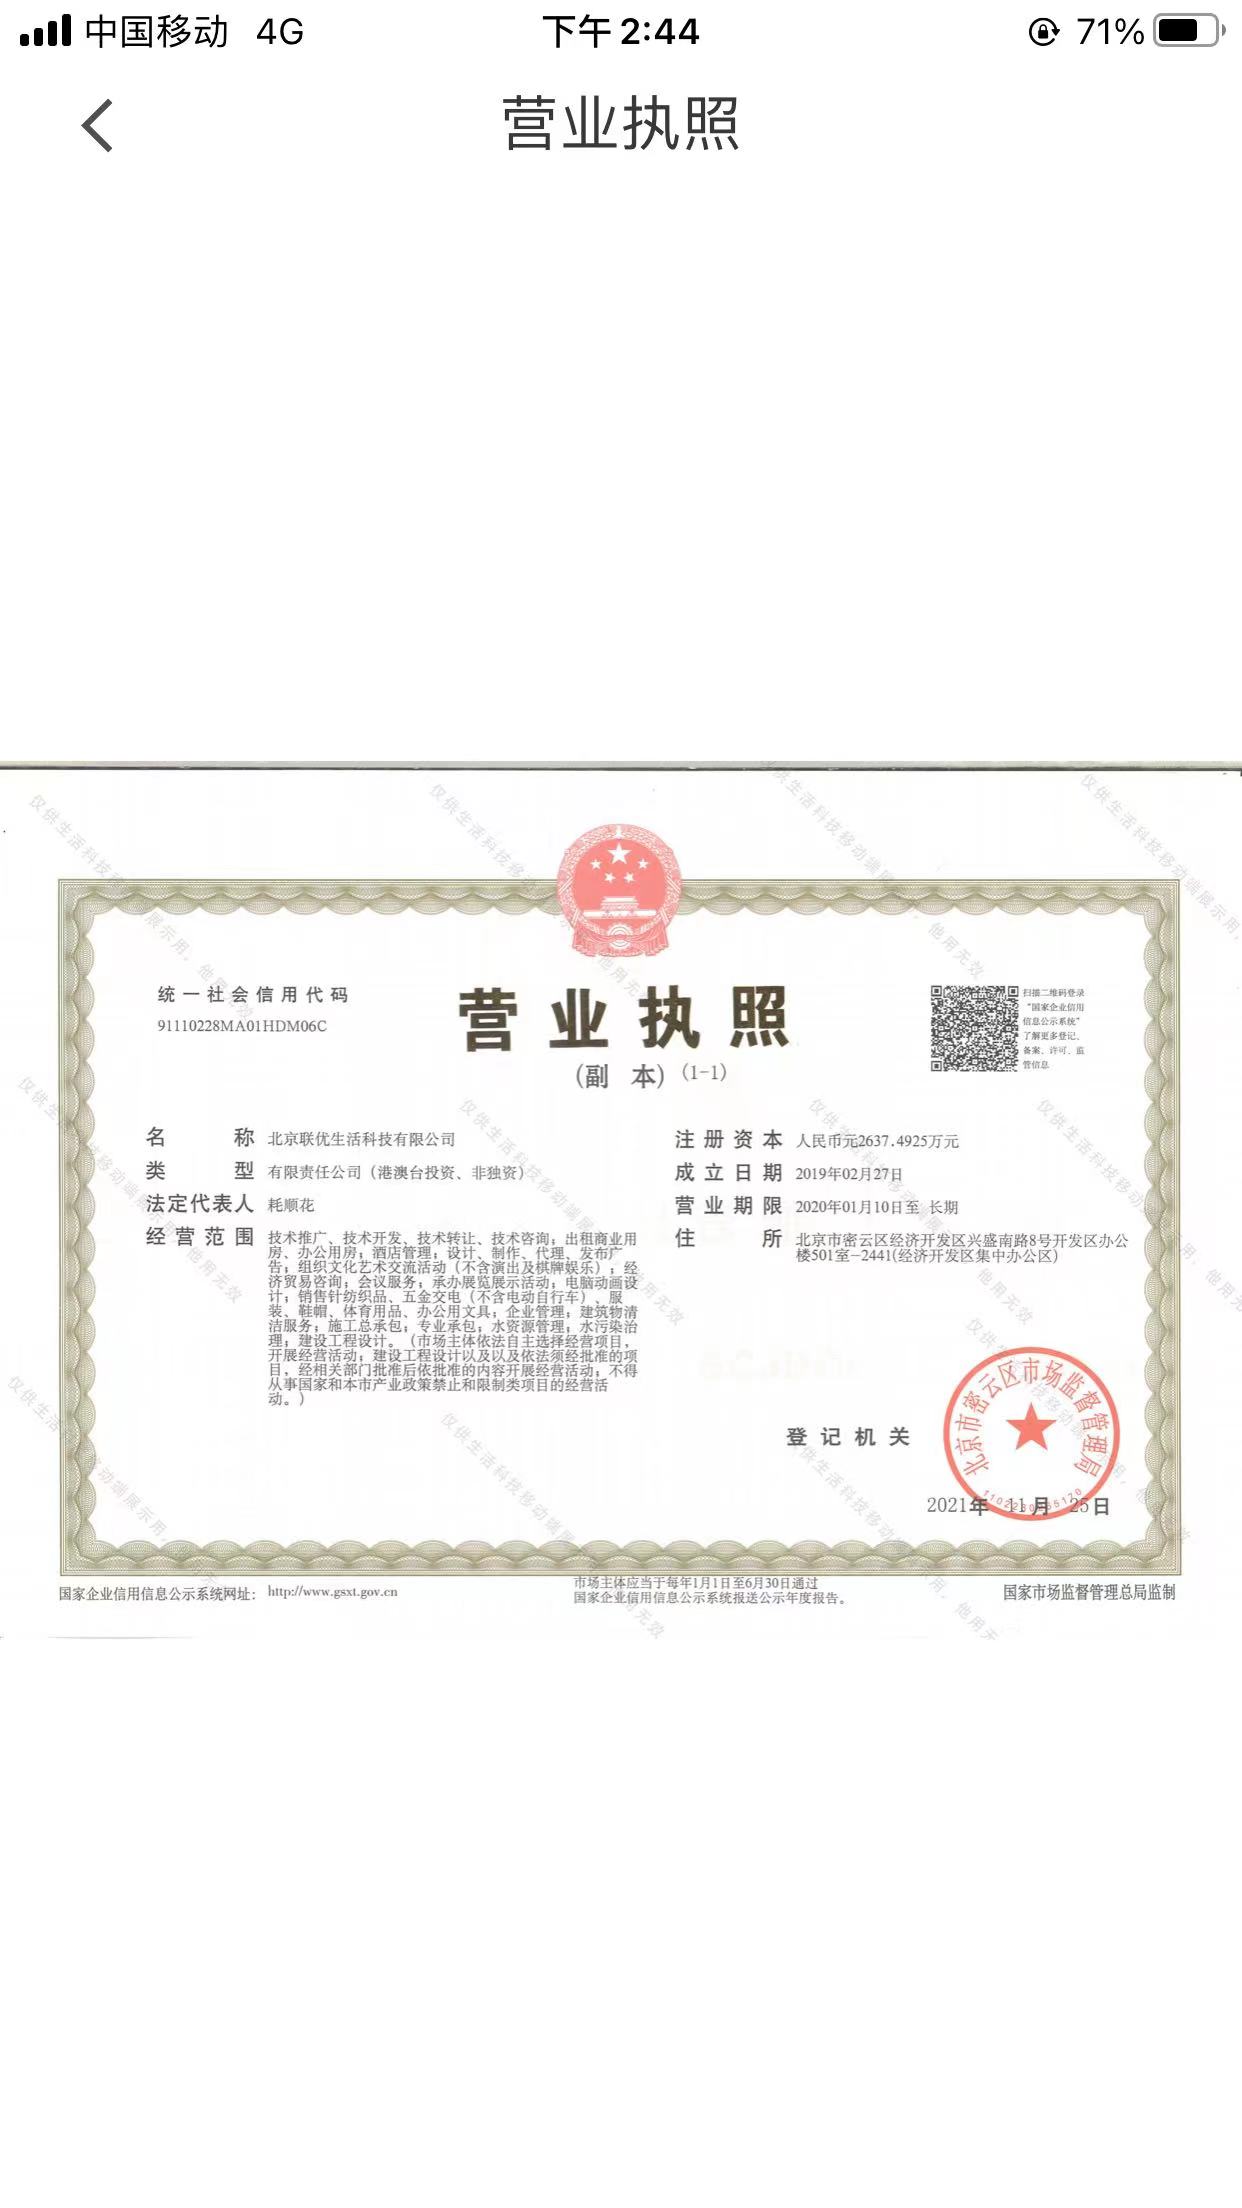 中国移动 4G 下午2:44 71%
营业执照
统一社会信用代码
91110228MA01HDM06C
营业执照
(副 本) (1-1)
扫描二维码登录
“国家企业信用
信息公示系统”
了解更多登记、
备案、许可、监
管信息
名 称 北京联优生活科技有限公司
类 型 有限责任公司（港澳台投资、非独资）
法定代表人 耗顺花
经营范围 技术推广、技术开发、技术转让、技术咨询；出租商业用
房、办公用房；酒店管理；设计、制作、代理、发布广
告；组织文化艺术交流活动（不含演出及棋牌娱乐）；经
济贸易咨询；会议服务；承办展览展示活动；电脑动画设
计；销售针纺织品、五金交电（不含电动自行车）、服
装、鞋帽、体育用品、办公用文具；企业管理；建筑物清
洁服务；施工总承包；专业承包；水资源管理；水污染治
理；建设工程设计。（市场主体依法自主选择经营项目，
开展经营活动；建设工程设计以及以及依法须经批准的项
目，经相关部门批准后依批准的内容开展经营活动；不得
从事国家和本市产业政策禁止和限制类项目的经营活
动。）
注册资本 人民币元2637.4925万元
成立日期 2019年02月27日
营业期限 2020年01月10日至 长期
住 所 北京市密云区经济开发区兴盛南路8号开发区办公
楼501室-2441(经济开发区集中办公区)
登记机关
北京市密云区市场监督管理局
2021年 11月 25日
国家企业信用信息公示系统网址： http://www.gsxt.gov.cn
市场主体应当于每年1月1日至6月30日通过
国家企业信用信息公示系统报送公示年度报告。
国家市场监督管理总局监制
仅供生活科技移动端展示用，他用无效